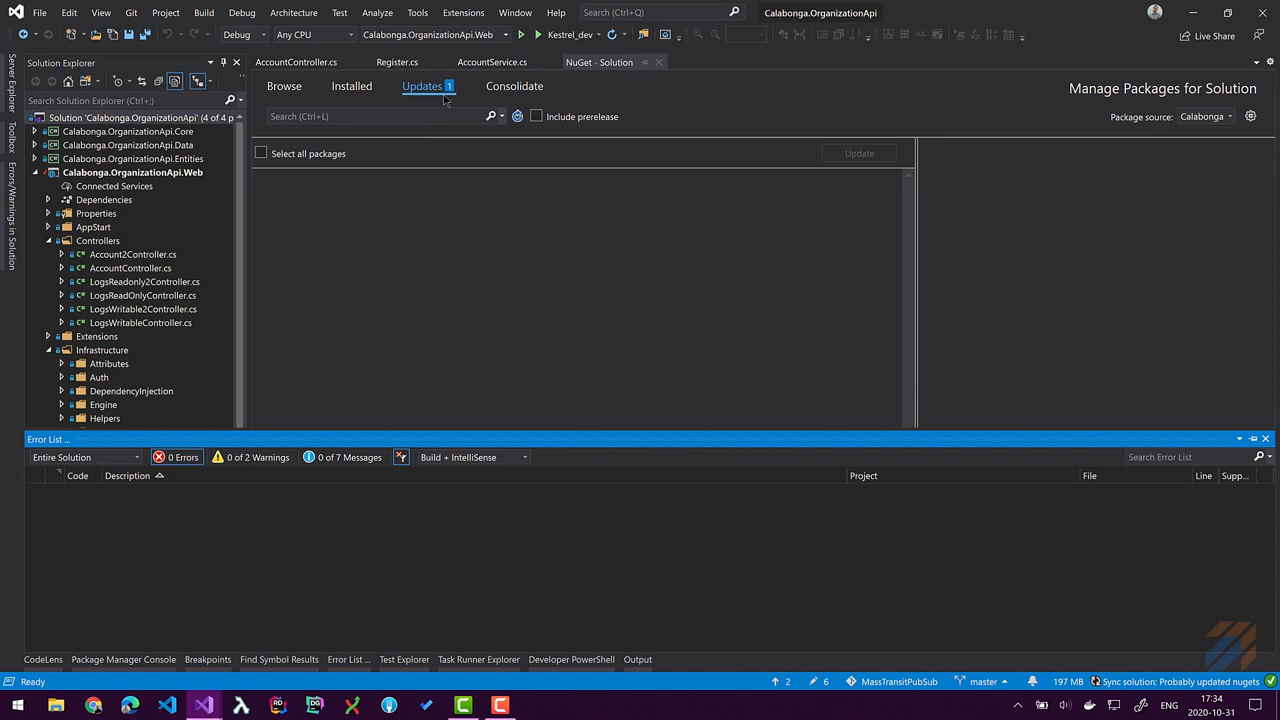 File Edit View Git Project Build Debug Architecture Test Analyze Tools Extensions Window Help Search (Ctrl+Q) Calabonga.OrganizationApi
Debug Any CPU Calabonga.OrganizationApi.Web Kestrel_dev Live Share
Server Explorer
Toolbox
Errors/Warnings in Solution
Solution Explorer
Search Solution Explorer (Ctrl+;)
Solution 'Calabonga.OrganizationApi' (4 of 4 p
Calabonga.OrganizationApi.Core
Calabonga.OrganizationApi.Data
Calabonga.OrganizationApi.Entities
Calabonga.OrganizationApi.Web
Connected Services
Dependencies
Properties
AppStart
Controllers
Account2Controller.cs
AccountController.cs
LogsReadonly2Controller.cs
LogsReadOnlyController.cs
LogsWritable2Controller.cs
LogsWritableController.cs
Extensions
Infrastructure
Attributes
Auth
DependencyInjection
Engine
Helpers
AccountController.cs Register.cs AccountService.cs NuGet - Solution
Browse Installed Updates 1 Consolidate
Manage Packages for Solution
Search (Ctrl+L) Include prerelease
Package source: Calabonga
Select all packages Update
Error List ...
Entire Solution 0 Errors 0 of 2 Warnings 0 of 7 Messages Build + IntelliSense Search Error List
Code Description Project File Line Supp...
CodeLens Package Manager Console Breakpoints Find Symbol Results Error List ... Test Explorer Task Runner Explorer Developer PowerShell Output
Ready 2 6 MassTransitPubSub master 197 MB Sync solution: Probably updated nugets
RD DG ENG 17:34
2020-10-31